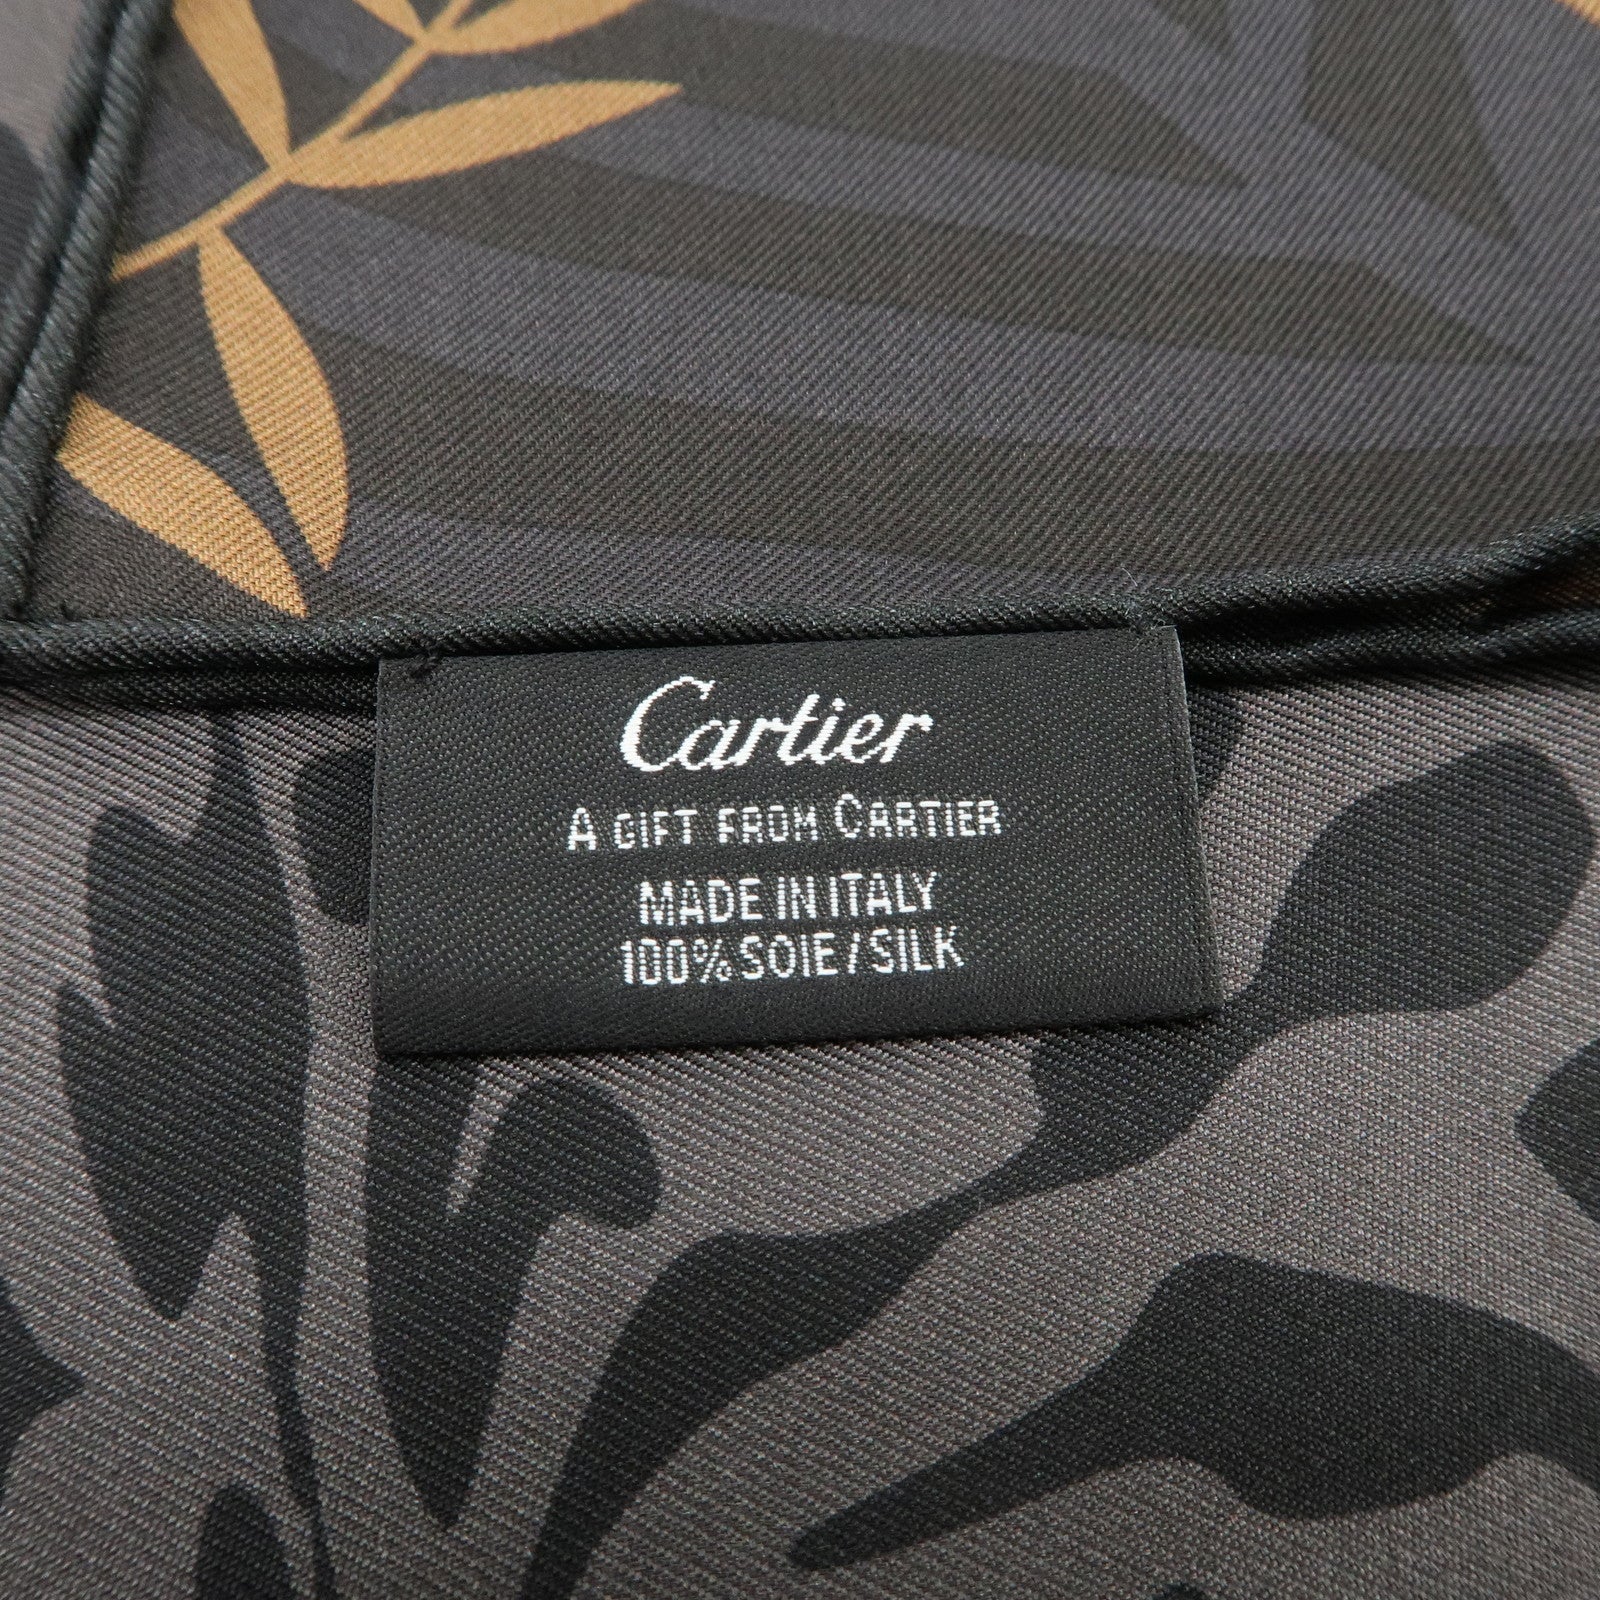 Cartier
A GIFT FROM CARTIER
MADE IN ITALY
100% SOIE/SILK